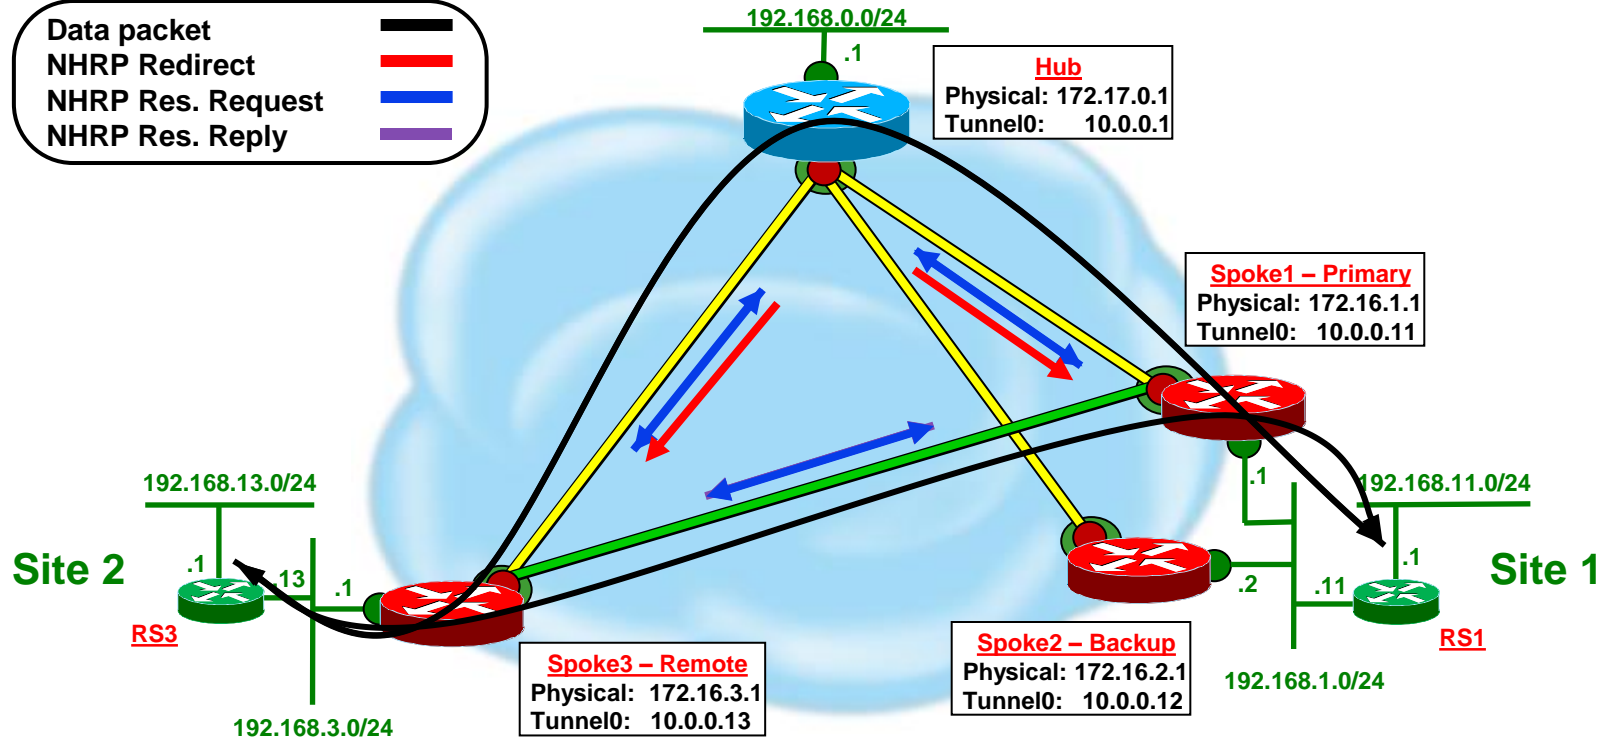 Data packet
NHRP Redirect
NHRP Res. Request
NHRP Res. Reply
192.168.0.0/24
.1
Hub
Physical: 172.17.0.1
Tunnel0: 10.0.0.1
Spoke1 – Primary
Physical: 172.16.1.1
Tunnel0: 10.0.0.11
192.168.13.0/24
.1
Site 2
.13
.1
RS3
192.168.3.0/24
Spoke3 – Remote
Physical: 172.16.3.1
Tunnel0: 10.0.0.13
.1
192.168.11.0/24
.1
Site 1
.2
.11
RS1
192.168.1.0/24
Spoke2 – Backup
Physical: 172.16.2.1
Tunnel0: 10.0.0.12